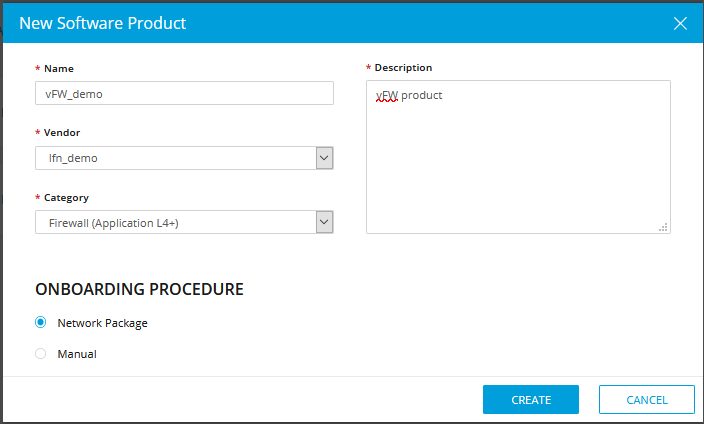 New Software Product
* Name
vFW_demo
* Vendor
lfn_demo
* Category
Firewall (Application L4+)
* Description
vFW product
ONBOARDING PROCEDURE
Network Package
Manual
CREATE
CANCEL